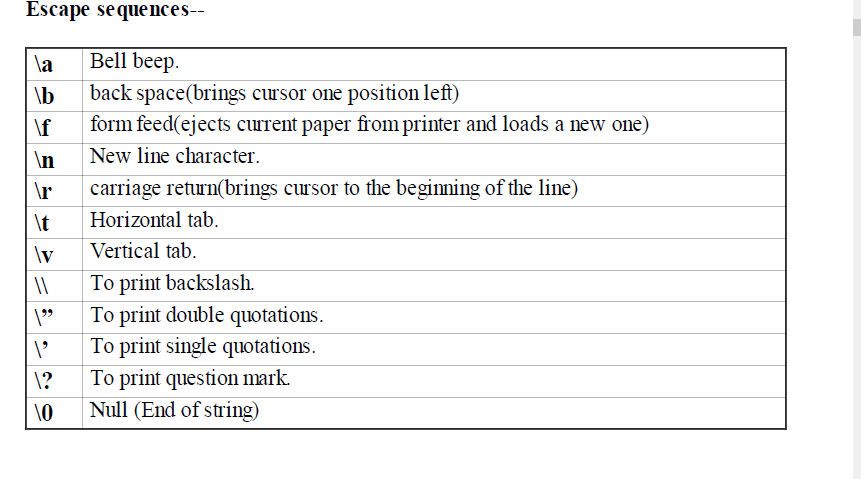 Escape sequences--
\a Bell beep.
\b back space(brings cursor one position left)
\f form feed(ejects current paper from printer and loads a new one)
\n New line character.
\r carriage return(brings cursor to the beginning of the line)
\t Horizontal tab.
\v Vertical tab.
\\ To print backslash.
\” To print double quotations.
\’ To print single quotations.
\? To print question mark.
\0 Null (End of string)